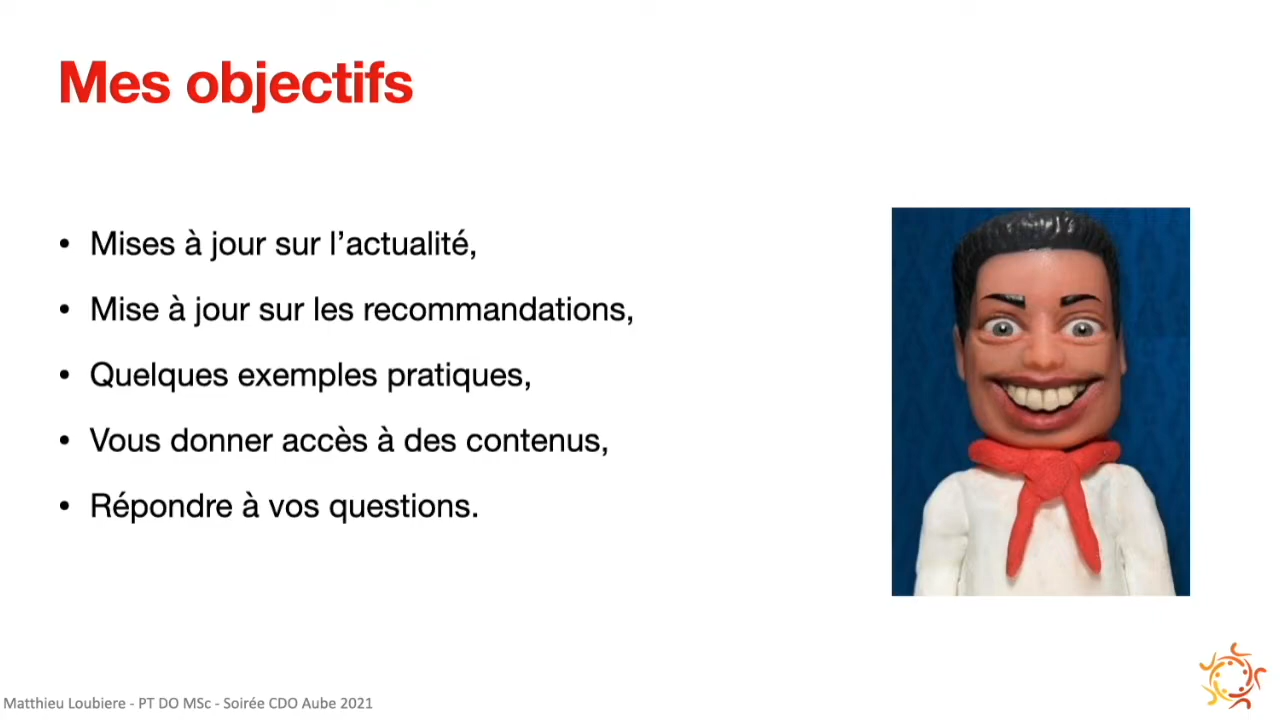 Mes objectifs
• Mises à jour sur l’actualité,
• Mise à jour sur les recommandations,
• Quelques exemples pratiques,
• Vous donner accès à des contenus,
• Répondre à vos questions.
Matthieu Loubiere - PT DO MSc - Soirée CDO Aube 2021